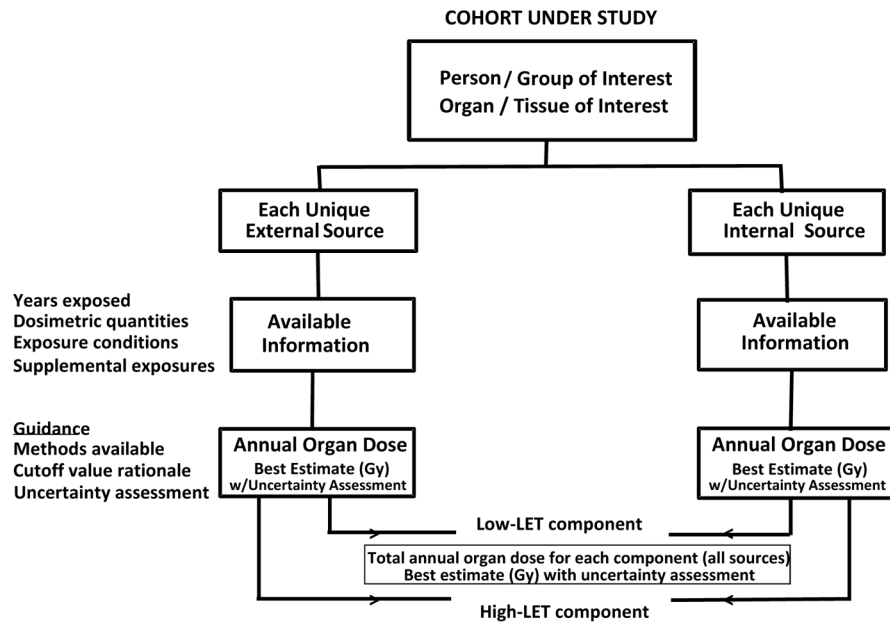 COHORT UNDER STUDY
Person / Group of Interest
Organ / Tissue of Interest
Each Unique
External Source
Each Unique
Internal Source
Years exposed
Dosimetric quantities
Exposure conditions
Supplemental exposures
Available
Information
Available
Information
Guidance
Methods available
Cutoff value rationale
Uncertainty assessment
Annual Organ Dose
Best Estimate (Gy)
w/Uncertainty Assessment
Annual Organ Dose
Best Estimate (Gy)
w/Uncertainty Assessment
Low-LET component
Total annual organ dose for each component (all sources)
Best estimate (Gy) with uncertainty assessment
High-LET component